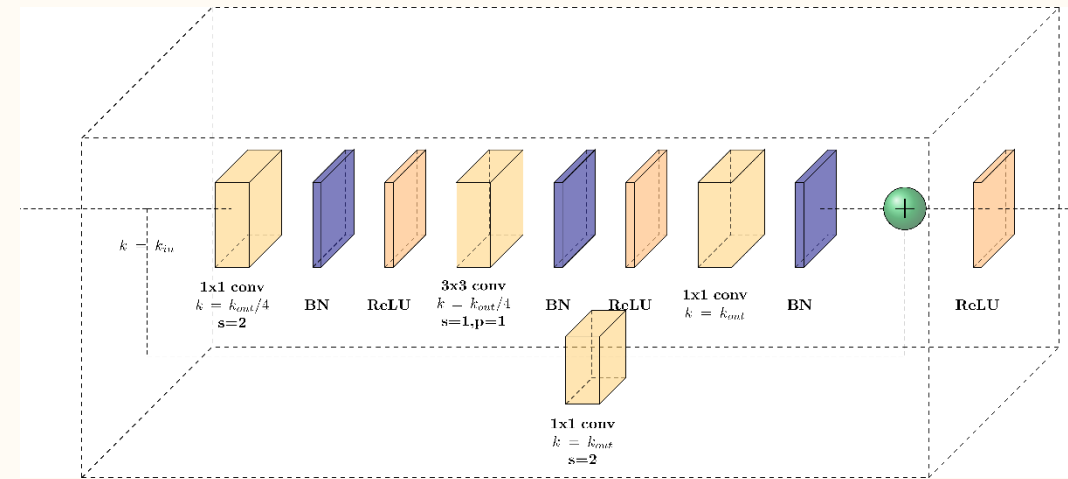 k = k_in
1x1 conv
k = k_out/4
s=2
BN
ReLU
3x3 conv
k = k_out/4
s=1,p=1
BN
ReLU
1x1 conv
k = k_out
BN
+
ReLU
1x1 conv
k = k_out
s=2